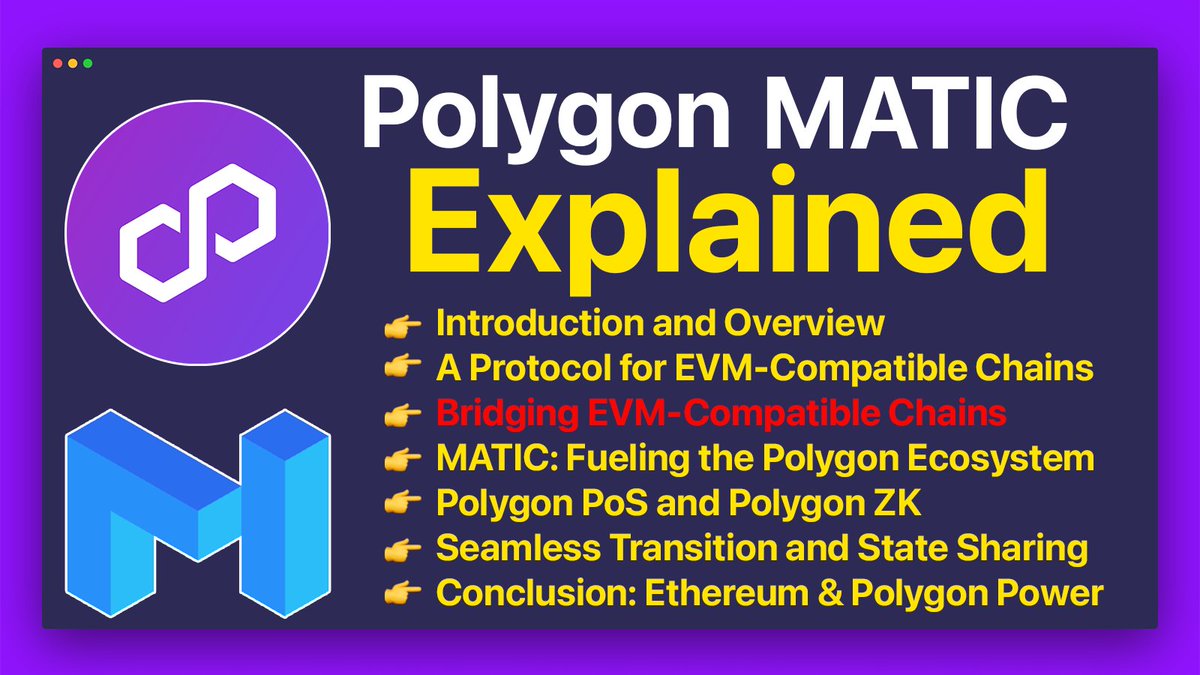 Polygon MATIC
Explained
👉 Introduction and Overview
👉 A Protocol for EVM-Compatible Chains
👉 Bridging EVM-Compatible Chains
👉 MATIC: Fueling the Polygon Ecosystem
👉 Polygon PoS and Polygon ZK
👉 Seamless Transition and State Sharing
👉 Conclusion: Ethereum & Polygon Power